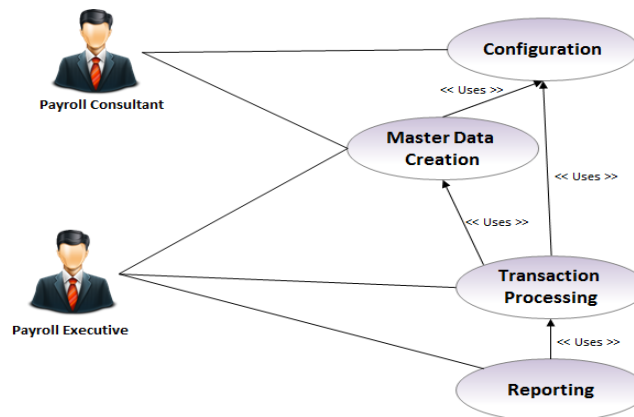 Configuration
Payroll Consultant
<< Uses >>
Master Data
Creation
<< Uses >>
<< Uses >>
Transaction
Processing
Payroll Executive
<< Uses >>
Reporting